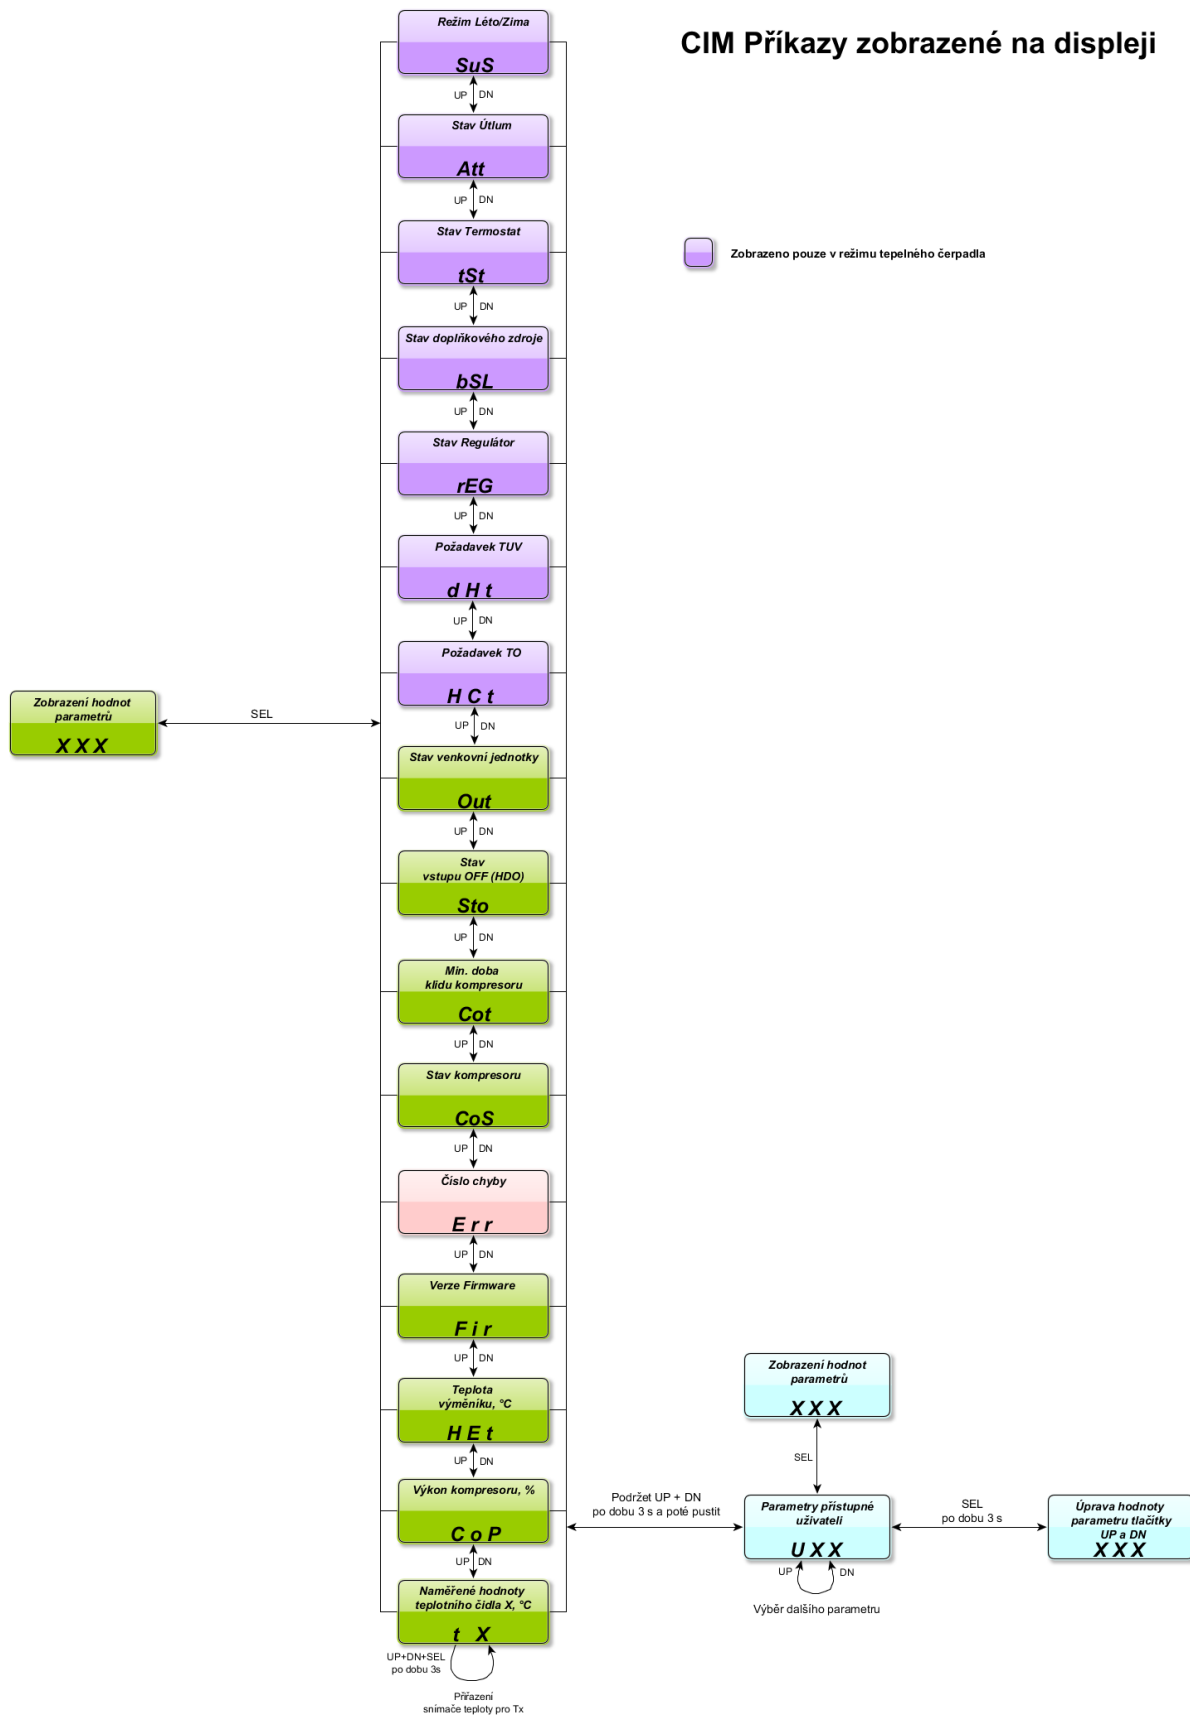 CIM Příkazy zobrazené na displeji
Režim Léto/Zima
SuS
UP DN
Stav Útlum
Att
UP DN
Stav Termostat
tSt
Zobrazeno pouze v režimu tepelného čerpadla
UP DN
Stav doplňkového zdroje
bSL
UP DN
Stav Regulátor
rEG
UP DN
Požadavek TUV
d H t
UP DN
Požadavek TO
H C t
Zobrazení hodnot
parametrů
X X X
SEL
UP DN
Stav venkovní jednotky
Out
UP DN
Stav
vstupu OFF (HDO)
Sto
UP DN
Min. doba
klidu kompresoru
Cot
UP DN
Stav kompresoru
CoS
UP DN
Číslo chyby
E r r
UP DN
Verze Firmware
F i r
UP DN
Teplota
výměníku, °C
H E t
UP DN
Výkon kompresoru, %
C o P
UP DN
Naměřené hodnoty
teplotního čidla X, °C
t X
UP+DN+SEL
po dobu 3s
Přiřazení
snímače teploty pro Tx
Podržet UP + DN
po dobu 3 s a poté pustit
Zobrazení hodnot
parametrů
X X X
SEL
Parametry přístupné
uživateli
U X X
UP DN
Výběr dalšího parametru
SEL
po dobu 3 s
Úprava hodnoty
parametru tlačítky
UP a DN
X X X